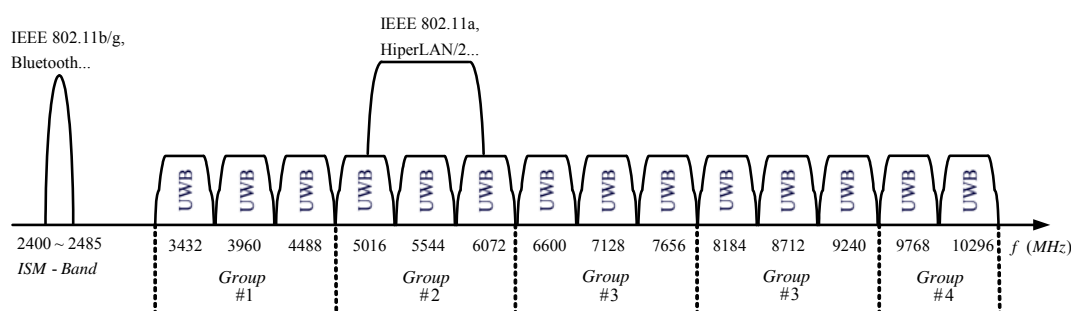 IEEE 802.11b/g,
Bluetooth...
IEEE 802.11a,
HiperLAN/2...
UWB UWB UWB UWB UWB UWB UWB UWB UWB UWB UWB UWB UWB UWB
2400 ~ 2485 3432 3960 4488 5016 5544 6072 6600 7128 7656 8184 8712 9240 9768 10296 f (MHz)
ISM - Band
Group Group Group Group Group
#1 #2 #3 #3 #4